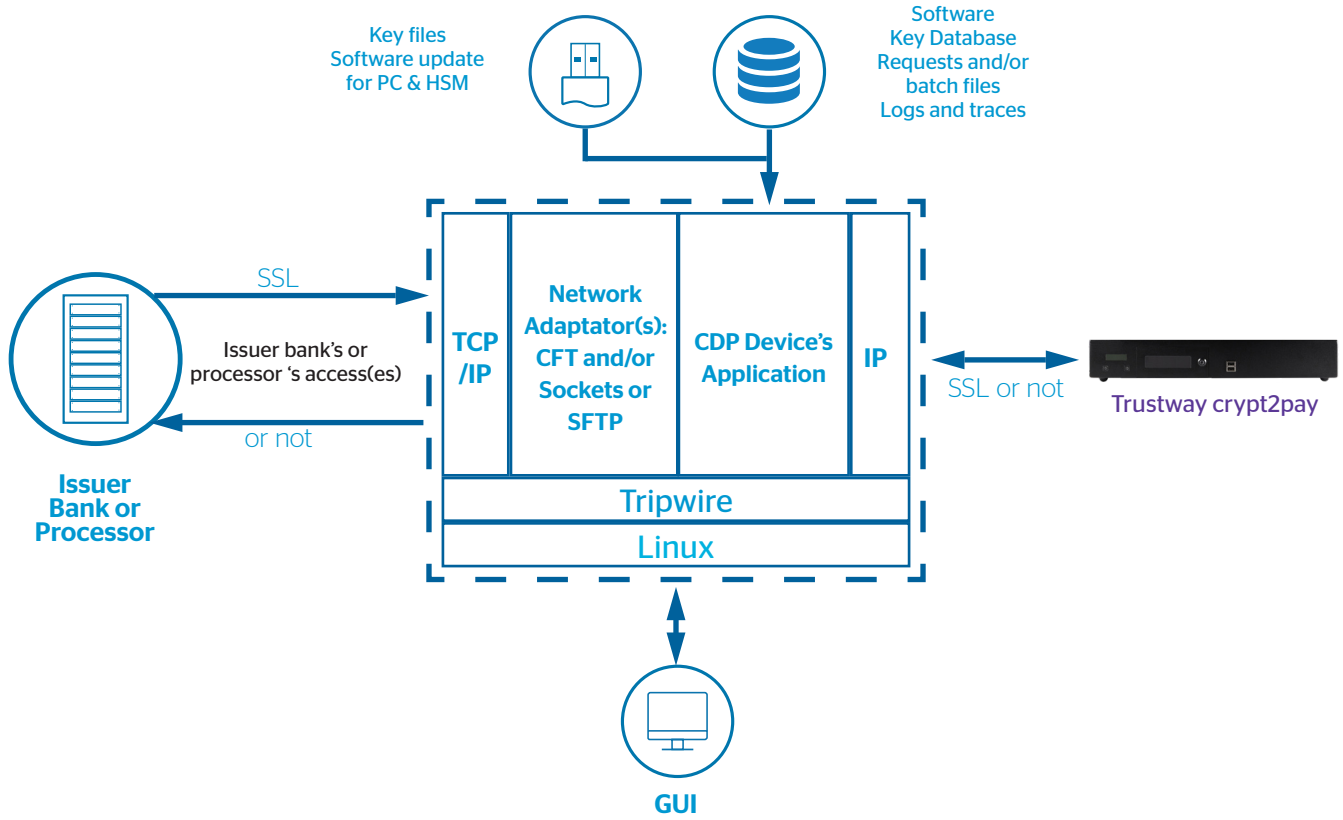 Key files
Software update
for PC & HSM
Software
Key Database
Requests and/or
batch files
Logs and traces
SSL
Issuer bank's or
processor 's access(es)
or not
Issuer
Bank or
Processor
TCP
/IP
Network
Adaptator(s):
CFT and/or
Sockets or
SFTP
CDP Device's
Application
IP
SSL or not
Trustway crypt2pay
Tripwire
Linux
GUI